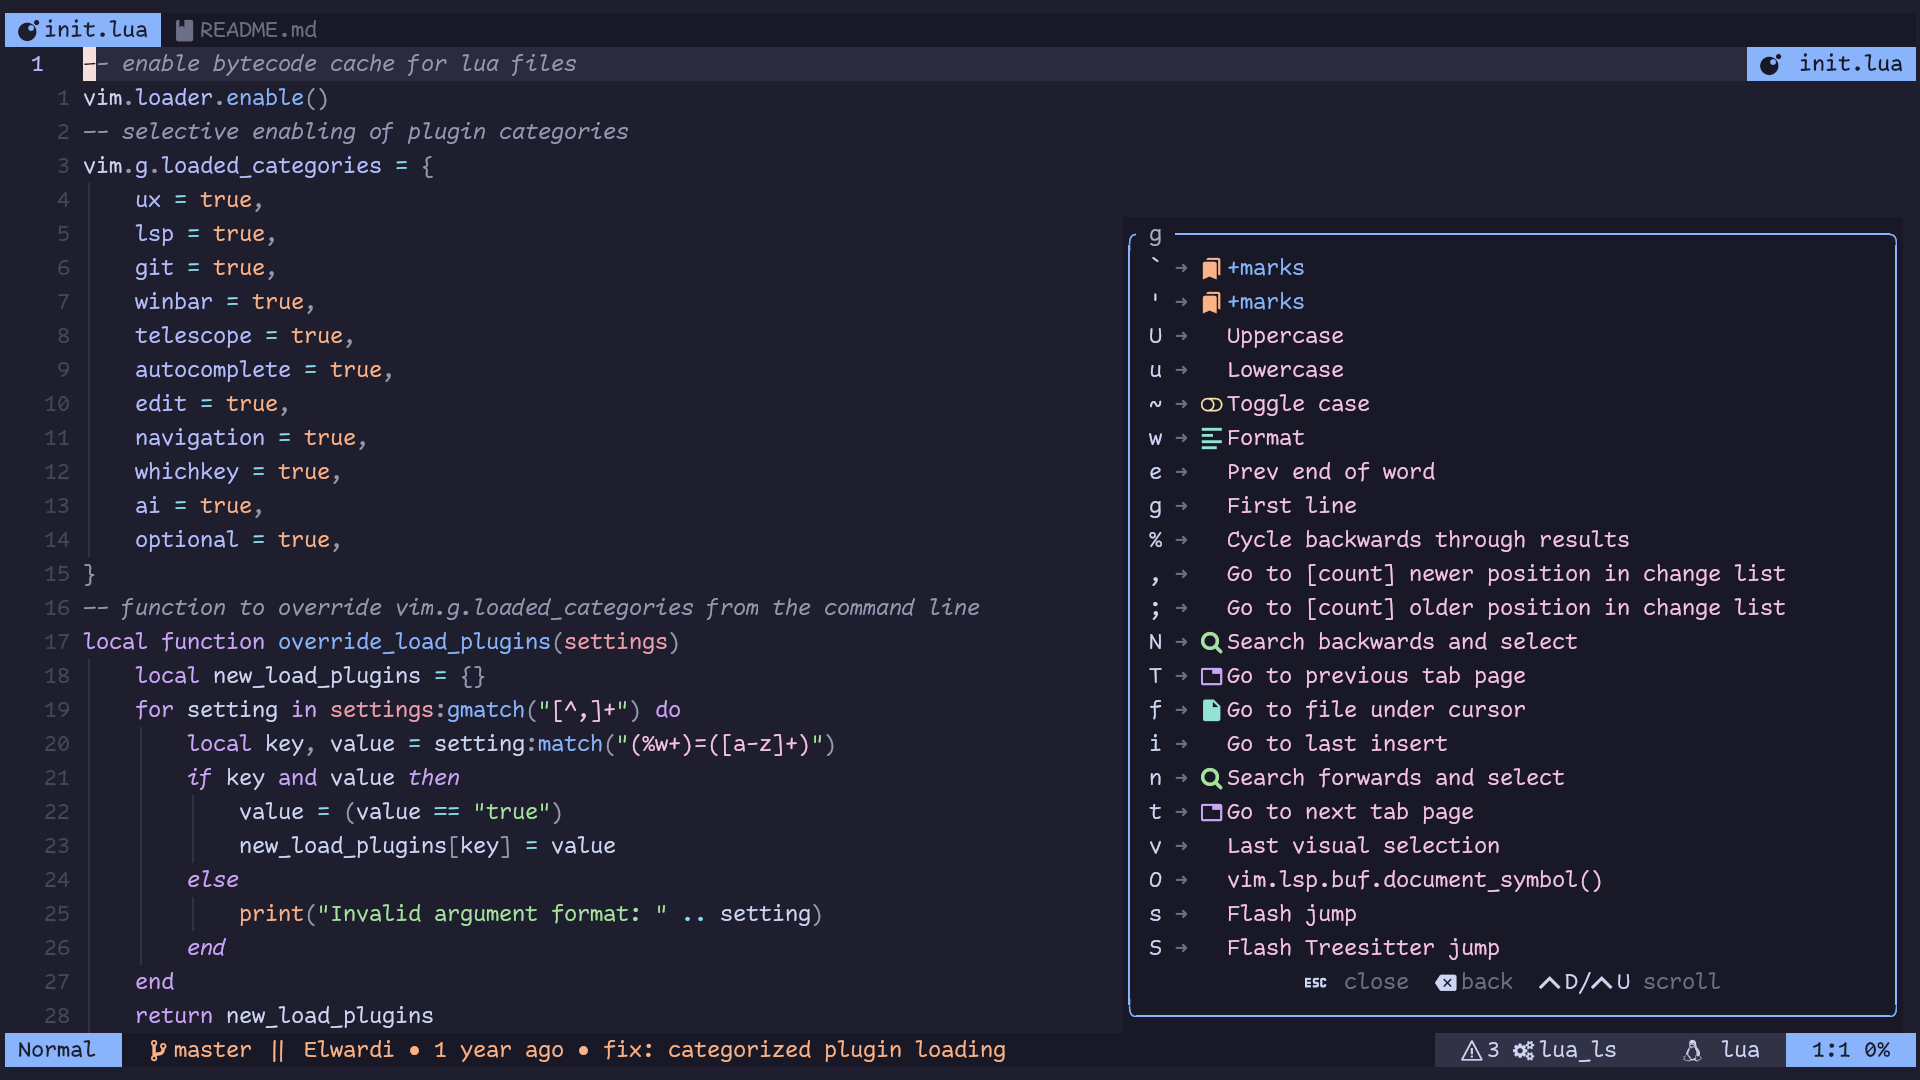 init.lua README.md
1 -- enable bytecode cache for lua files
init.lua
1 vim.loader.enable()
2 -- selective enabling of plugin categories
3 vim.g.loaded_categories = {
4 ux = true,
5 lsp = true,
6 git = true,
7 winbar = true,
8 telescope = true,
9 autocomplete = true,
10 edit = true,
11 navigation = true,
12 whichkey = true,
13 ai = true,
14 optional = true,
15 }
16 -- function to override vim.g.loaded_categories from the command line
17 local function override_load_plugins(settings)
18 local new_load_plugins = {}
19 for setting in settings:gmatch("[^,]+") do
20 local key, value = setting:match("(%w+)=([a-z]+)")
21 if key and value then
22 value = (value == "true")
23 new_load_plugins[key] = value
24 else
25 print("Invalid argument format: " .. setting)
26 end
27 end
28 return new_load_plugins
g
` → +marks
' → +marks
U → Uppercase
u → Lowercase
~ → Toggle case
w → Format
e → Prev end of word
g → First line
% → Cycle backwards through results
, → Go to [count] newer position in change list
; → Go to [count] older position in change list
N → Search backwards and select
T → Go to previous tab page
f → Go to file under cursor
i → Go to last insert
n → Search forwards and select
t → Go to next tab page
v → Last visual selection
O → vim.lsp.buf.document_symbol()
s → Flash jump
S → Flash Treesitter jump
ESC close back ^D/^U scroll
Normal master || Elwardi • 1 year ago • fix: categorized plugin loading 3 lua_ls lua 1:1 0%